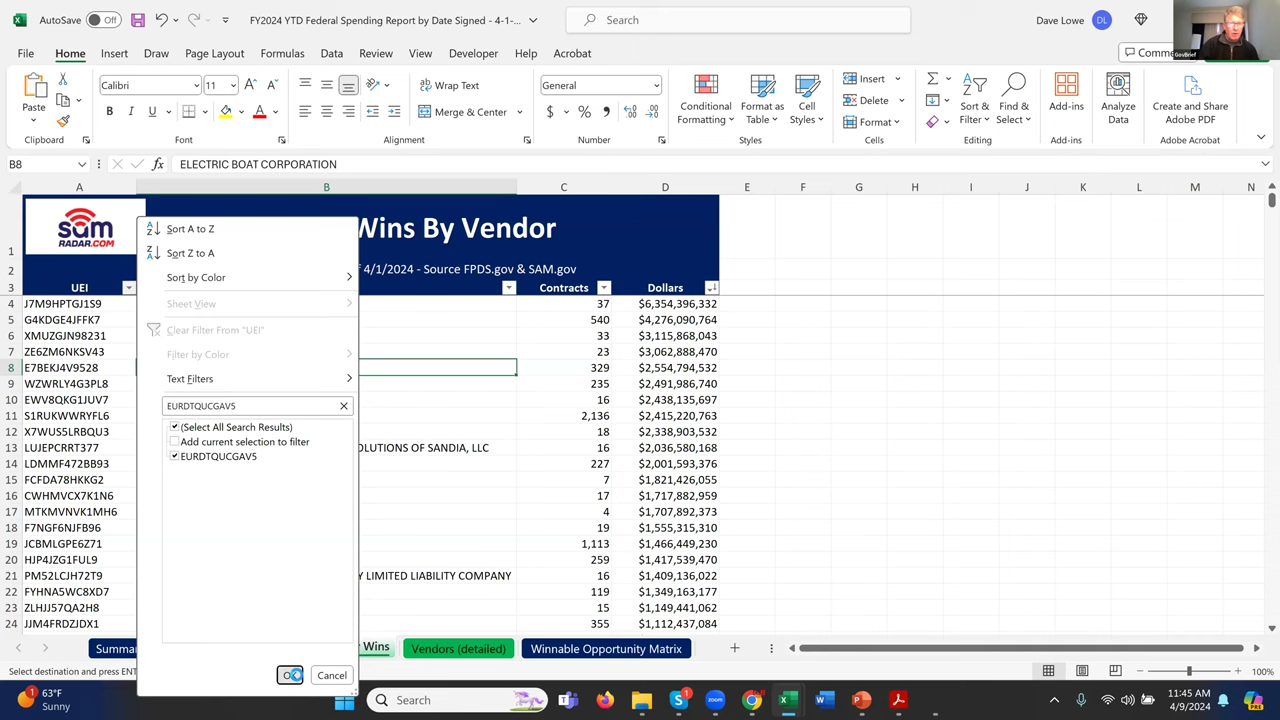 AutoSave Off FY2024 YTD Federal Spending Report by Date Signed - 4-1-... Search Dave Lowe DL
GovBrief
File Home Insert Draw Page Layout Formulas Data Review View Developer Help Acrobat
Paste Calibri 11 Wrap Text General Conditional Formatting Format as Table Cell Styles Insert Sort & Filter Find & Select Add-ins Analyze Data Create and Share Adobe PDF
Merge & Center Delete
Format
Clipboard Font Alignment Number Styles Cells Editing Add-ins Adobe Acrobat
B8 fx ELECTRIC BOAT CORPORATION
A B C D E F G H I J K L M N
1 SAM RADAR.COM Wins By Vendor
2 4/1/2024 - Source FPDS.gov & SAM.gov
3 UEI Contracts Dollars
4 J7M9HPTGJ1S9 37 $6,354,396,332
5 G4KDGE4JFFK7 540 $4,276,090,764
6 XMUZGJN98231 33 $3,115,868,043
7 ZE6ZM6NKSV43 23 $3,062,888,470
8 E7BEKJ4V9528 329 $2,554,794,532
9 WZWRLY4G3PL8 235 $2,491,986,740
10 EWV8QKG1JUV7 16 $2,438,135,697
11 S1RUKWWRYFL6 2,136 $2,415,220,763
12 X7WUS5LRBQU3 18 $2,338,903,532
13 LUJEPCRRT377 OLUTIONS OF SANDIA, LLC 16 $2,036,580,168
14 LDMMF472BB93 227 $2,001,593,376
15 FCFDA78HKKG2 7 $1,821,426,055
16 CWHMVCX7K1N6 17 $1,717,882,959
17 MTKMVNVK1MH6 4 $1,707,892,373
18 F7NGF6NJFB96 19 $1,555,315,310
19 JCBMLGPE6Z71 1,113 $1,466,449,230
20 HJP4JZG1FUL9 259 $1,417,539,470
21 PM52LCJH72T9 Y LIMITED LIABILITY COMPANY 16 $1,409,136,022
22 FYHNA5WC8XD7 119 $1,349,163,177
23 ZLHJJ57QA2H8 15 $1,149,441,062
24 JJM4FRDZJDX1 355 $1,112,437,084
Sort A to Z
Sort Z to A
Sort by Color
Sheet View
Clear Filter From "UEI"
Filter by Color
Text Filters
EURDTQUCGAV5
(Select All Search Results)
Add current selection to filter
EURDTQUCGAV5
Cancel
Summar Wins Vendors (detailed) Winnable Opportunity Matrix
Select destination and press ENT 100%
63°F
Sunny
Search
11:45 AM
4/9/2024